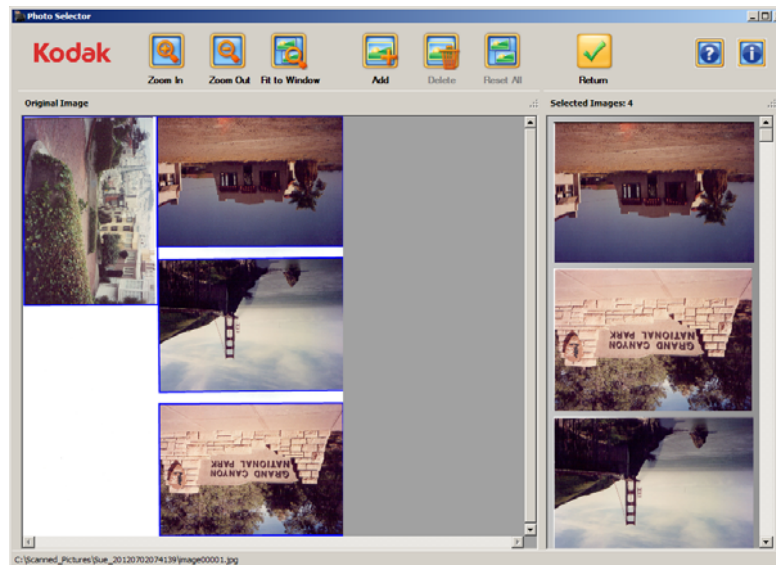 Photo Selector
Kodak
Zoom In
Zoom Out
Fit to Window
Add
Delete
Reset All
Return
Original Image
Selected Images: 4
GRAND CANYON
NATIONAL PARK
GRAND CANYON
NATIONAL PARK
C:\Scanned_Pictures\Sue_20120702074139\image00001.jpg